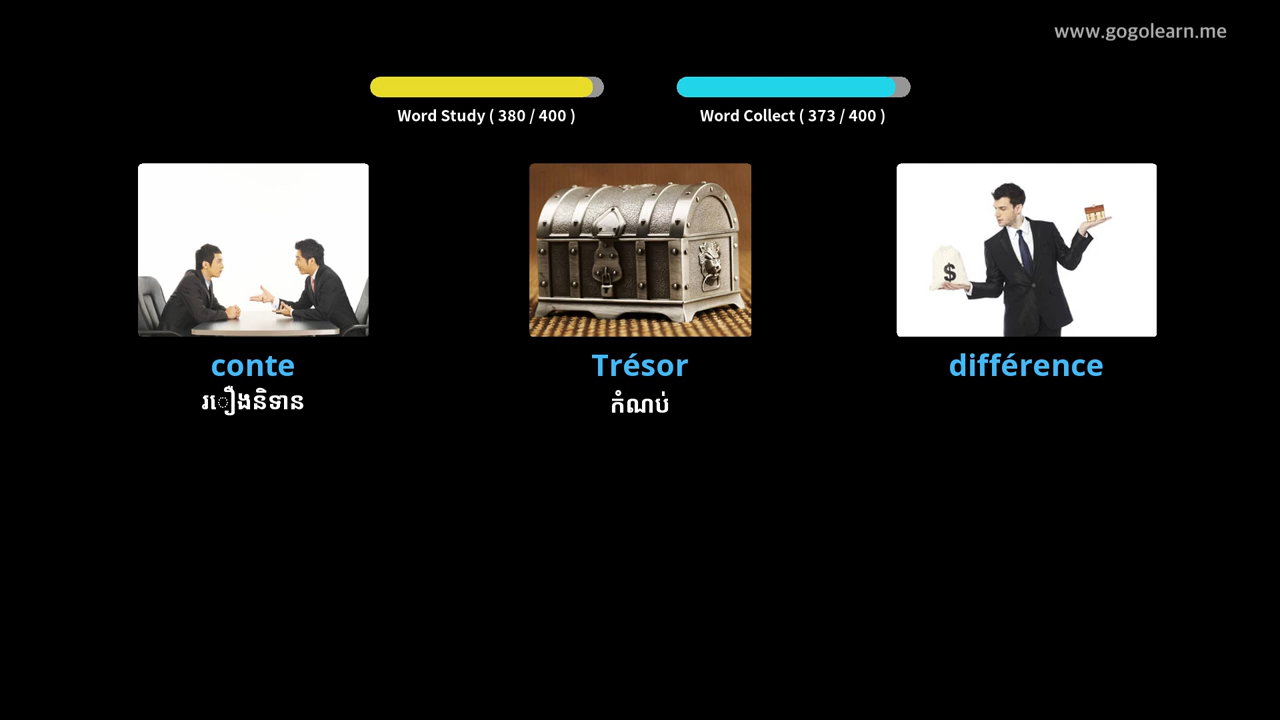 www.gogolearn.me
Word Study ( 380 / 400 )
Word Collect ( 373 / 400 )
$
conte
Trésor
différence
រឿងនិទាន
កំណប់